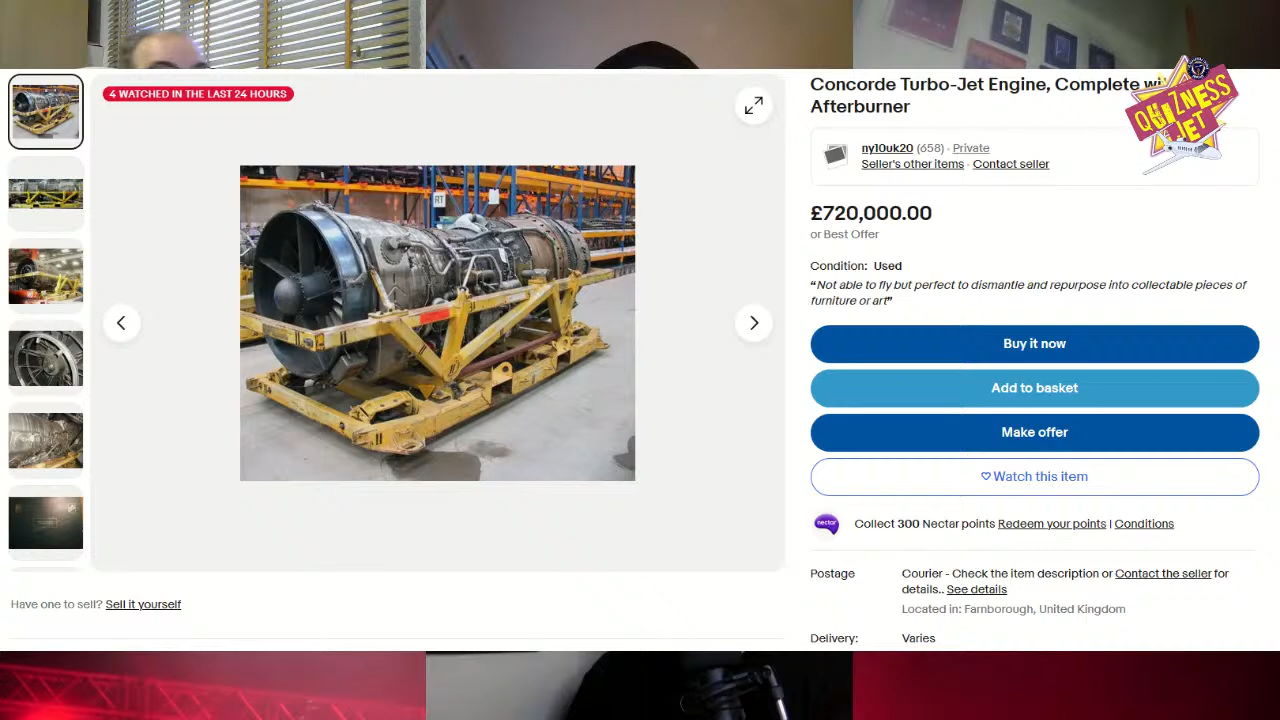 4 WATCHED IN THE LAST 24 HOURS
RT
Have one to sell? Sell it yourself
Concorde Turbo-Jet Engine, Complete
Afterburner
QUIZNESS
JET
ny10uk20 (658) · Private
Seller's other items · Contact seller
£720,000.00
or Best Offer
Condition: Used
“Not able to fly but perfect to dismantle and repurpose into collectable pieces of
furniture or art”
Buy it now
Add to basket
Make offer
Watch this item
nectar
Collect 300 Nectar points Redeem your points | Conditions
Postage
Courier - Check the item description or Contact the seller for
details.. See details
Located in: Farnborough, United Kingdom
Delivery:
Varies